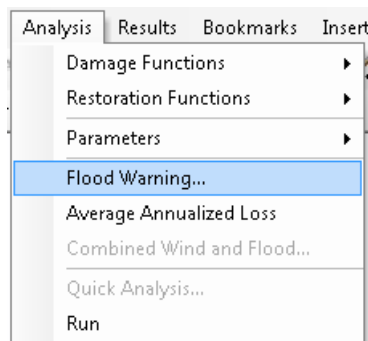 Analysis Results Bookmarks Insert
Damage Functions
Restoration Functions
Parameters
Flood Warning...
Average Annualized Loss
Combined Wind and Flood...
Quick Analysis...
Run